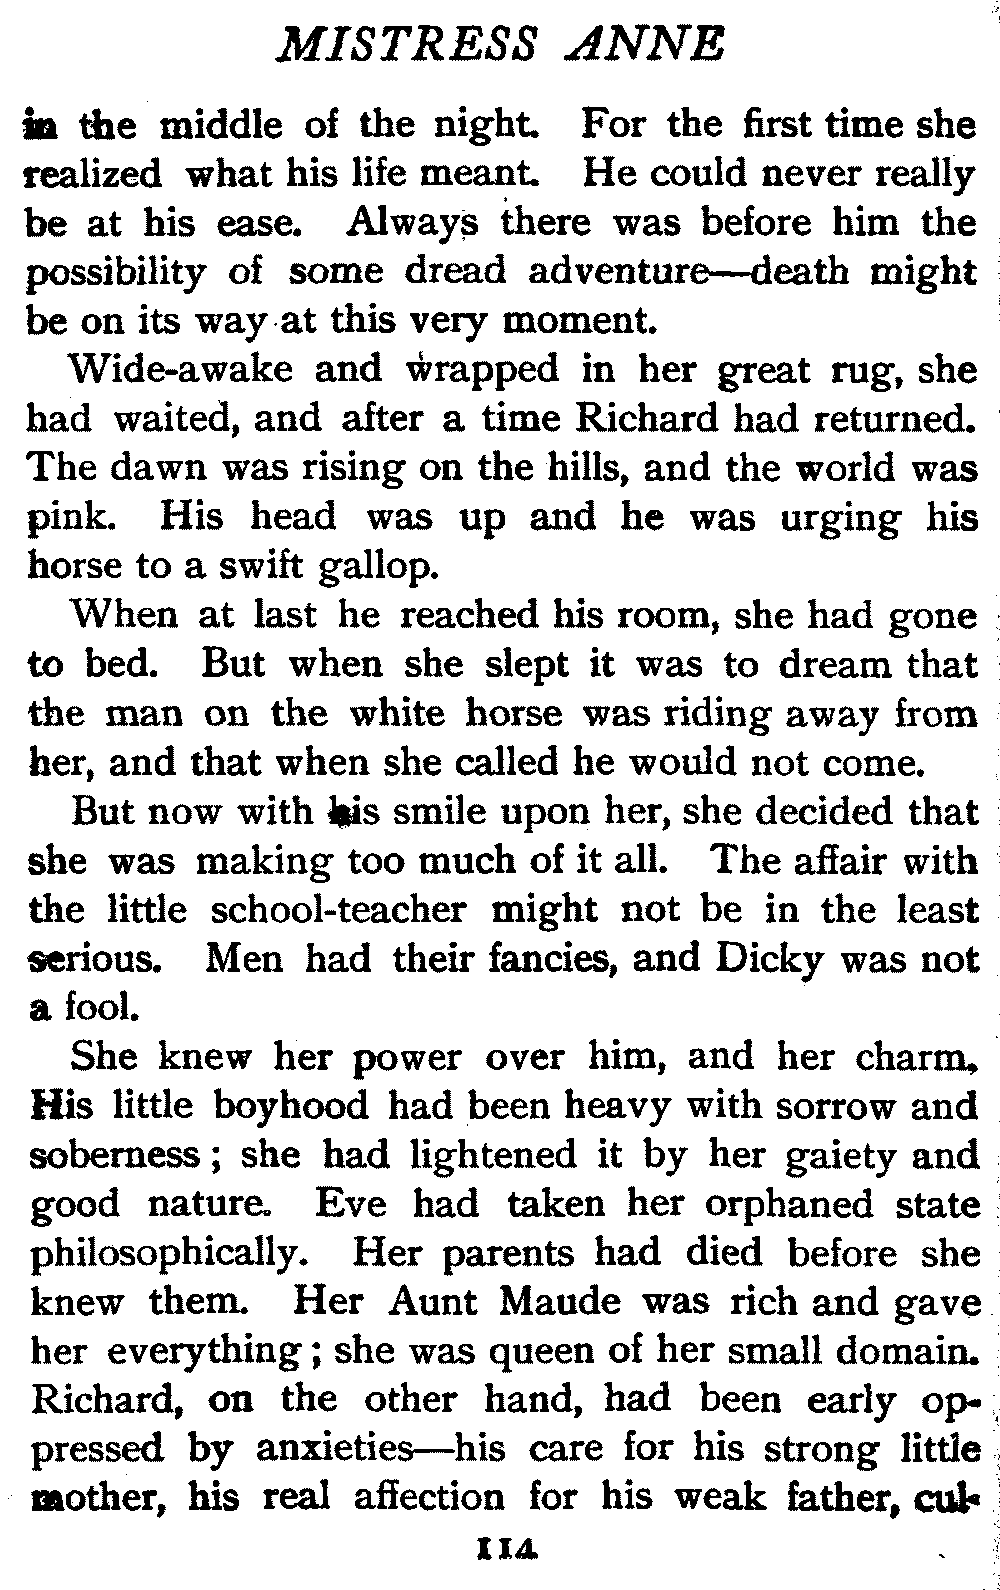 MISTRESS ANNE
in the middle of the night. For the first time she
realized what his life meant. He could never really
be at his ease. Always there was before him the
possibility of some dread adventure—death might
be on its way at this very moment.
Wide-awake and wrapped in her great rug, she
had waited, and after a time Richard had returned.
The dawn was rising on the hills, and the world was
pink. His head was up and he was urging his
horse to a swift gallop.
When at last he reached his room, she had gone
to bed. But when she slept it was to dream that
the man on the white horse was riding away from
her, and that when she called he would not come.
But now with his smile upon her, she decided that
she was making too much of it all. The affair with
the little school-teacher might not be in the least
serious. Men had their fancies, and Dicky was not
a fool.
She knew her power over him, and her charm.
His little boyhood had been heavy with sorrow and
soberness; she had lightened it by her gaiety and
good nature. Eve had taken her orphaned state
philosophically. Her parents had died before she
knew them. Her Aunt Maude was rich and gave
her everything; she was queen of her small domain.
Richard, on the other hand, had been early op-
pressed by anxieties—his care for his strong little
mother, his real affection for his weak father, cul-
114